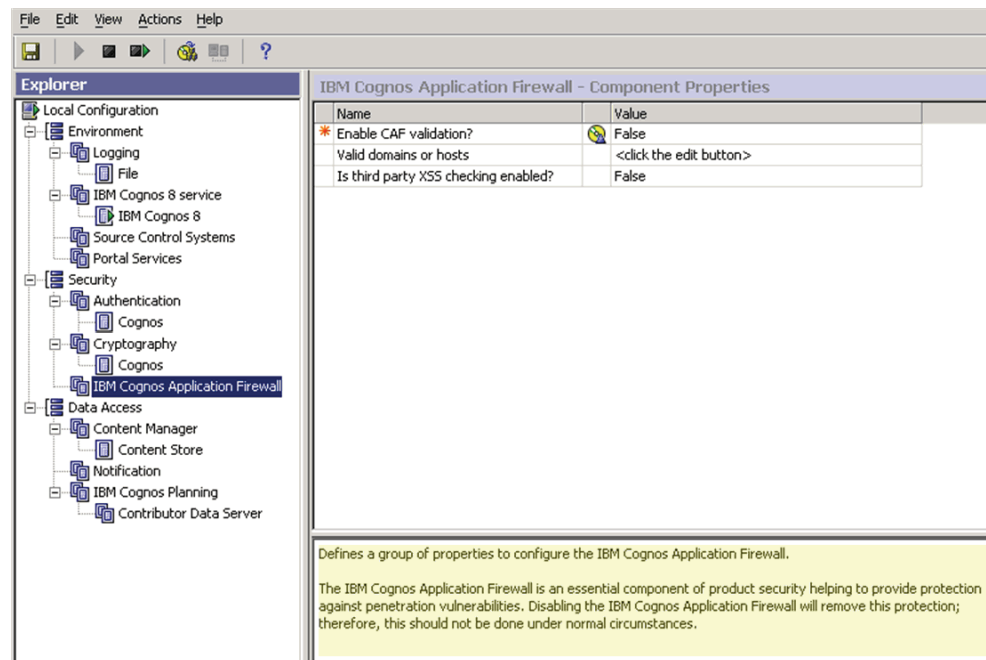 File Edit View Actions Help
?
Explorer
Local Configuration
Environment
Logging
File
IBM Cognos 8 service
IBM Cognos 8
Source Control Systems
Portal Services
Security
Authentication
Cognos
Cryptography
Cognos
IBM Cognos Application Firewall
Data Access
Content Manager
Content Store
Notification
IBM Cognos Planning
Contributor Data Server
IBM Cognos Application Firewall - Component Properties
Name Value
* Enable CAF validation? False
Valid domains or hosts <click the edit button>
Is third party XSS checking enabled? False
Defines a group of properties to configure the IBM Cognos Application Firewall.
The IBM Cognos Application Firewall is an essential component of product security helping to provide protection
against penetration vulnerabilities. Disabling the IBM Cognos Application Firewall will remove this protection;
therefore, this should not be done under normal circumstances.